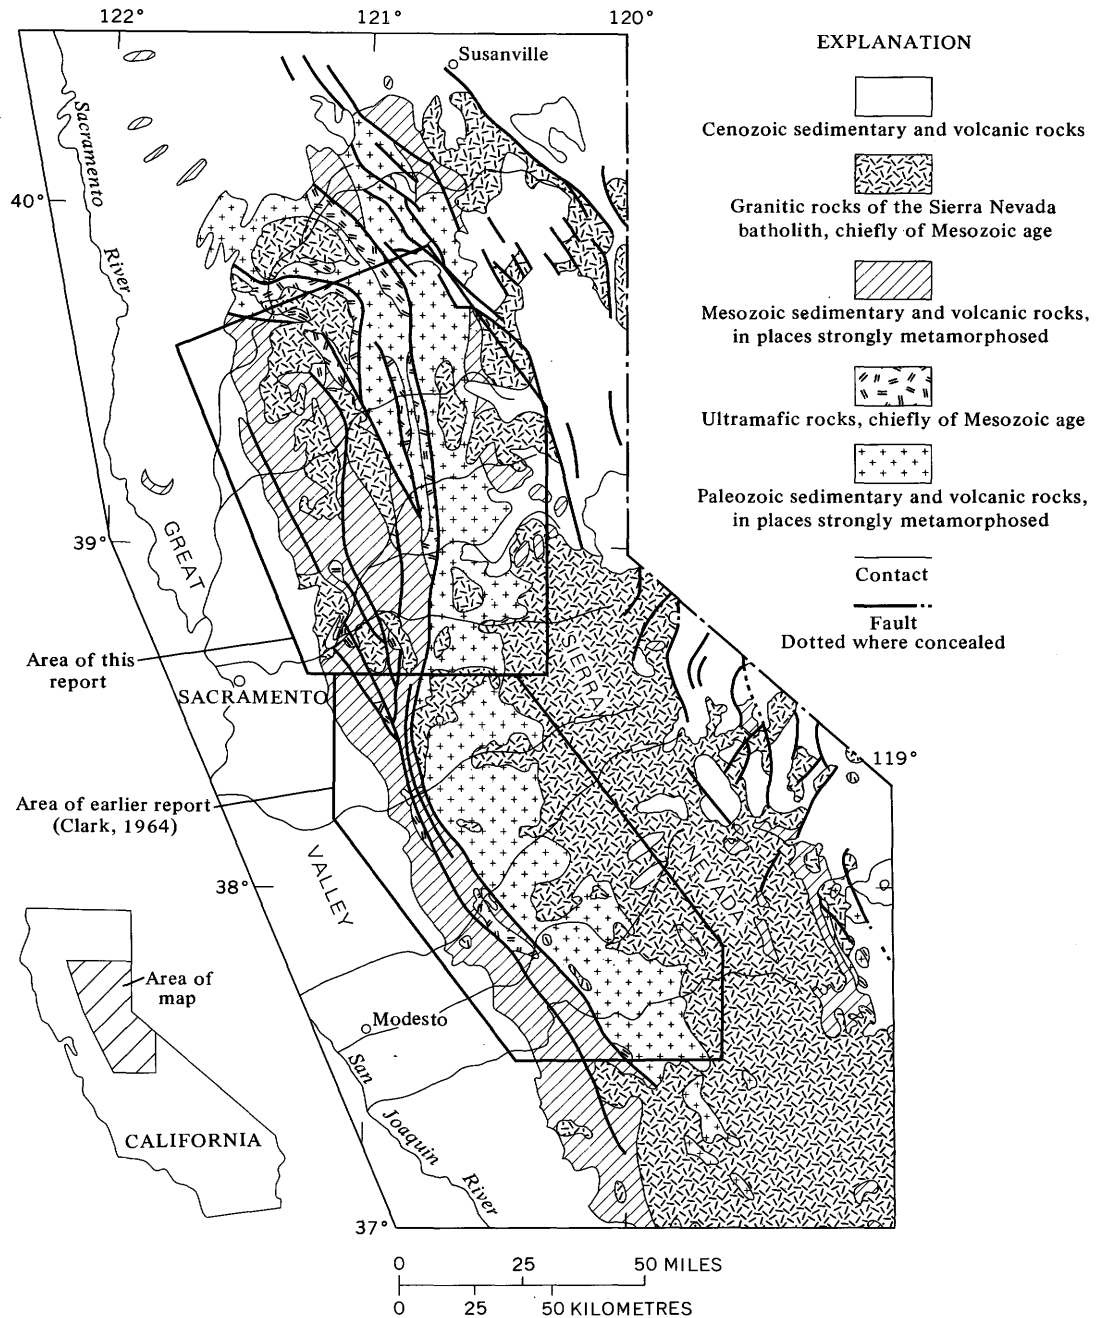 122°
121°
120°
Susanville
EXPLANATION
Cenozoic sedimentary and volcanic rocks
Granitic rocks of the Sierra Nevada
batholith, chiefly of Mesozoic age
Mesozoic sedimentary and volcanic rocks,
in places strongly metamorphosed
Ultramafic rocks, chiefly of Mesozoic age
Paleozoic sedimentary and volcanic rocks,
in places strongly metamorphosed
Contact
Fault
Dotted where concealed
Sacramento
River
40°
39°
GREAT
VALLEY
SIERRA
NEVADA
Area of this
report
SACRAMENTO
119°
Area of earlier report
(Clark, 1964)
38°
Area of
map
CALIFORNIA
Modesto
San
Joaquin
River
37°
0 25 50 MILES
0 25 50 KILOMETRES